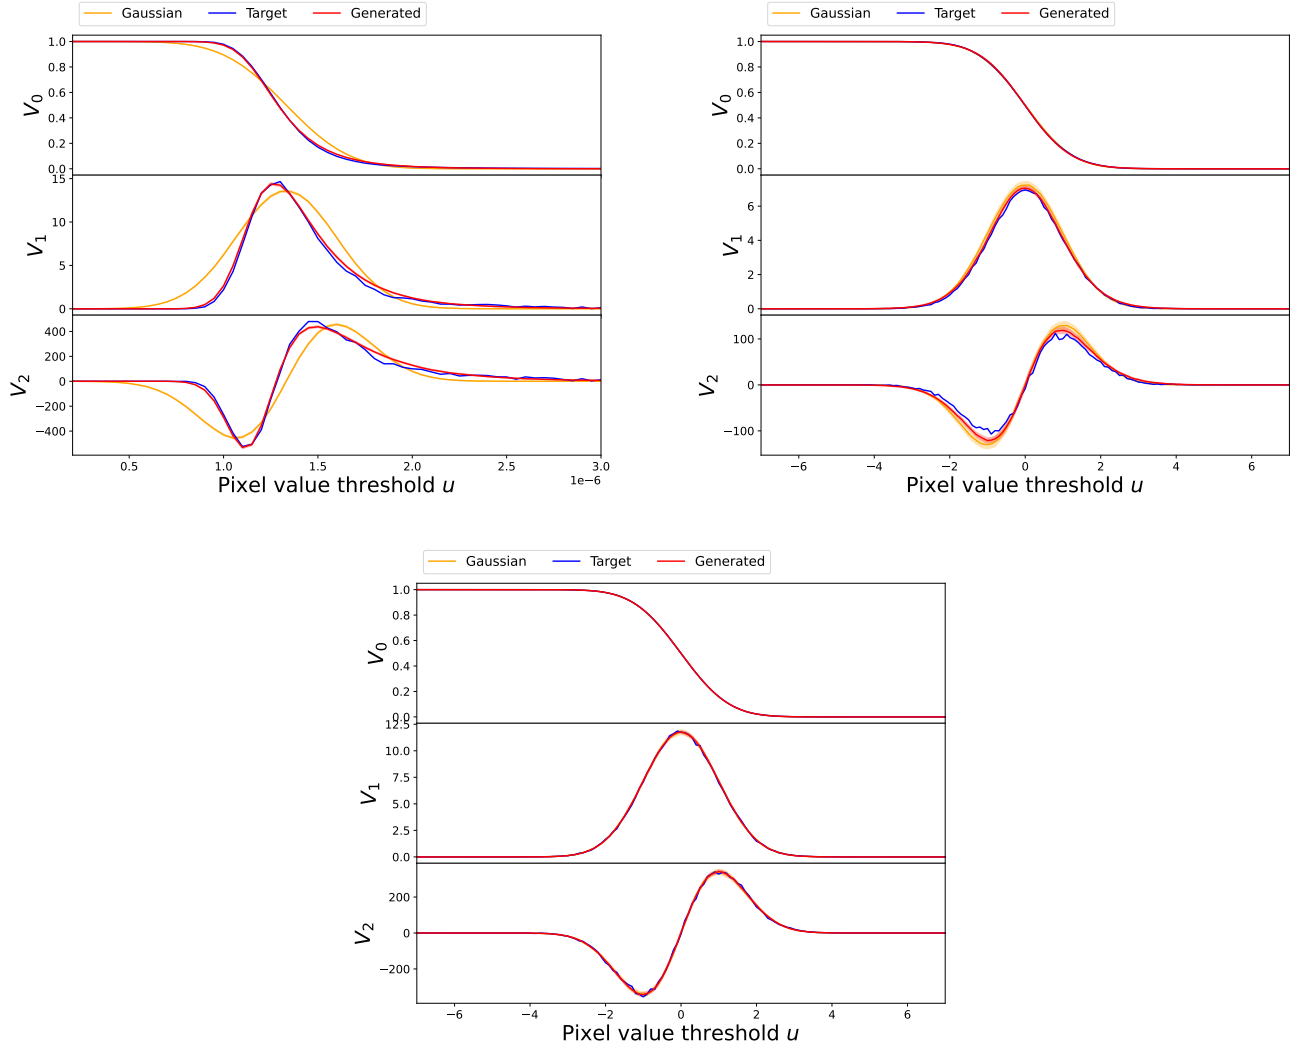 Gaussian Target Generated
1.0
0.8
0.6
0.4
0.2
0.0
V0
15
10
5
0
V1
400
200
0
−200
−400
V2
0.5 1.0 1.5 2.0 2.5 3.0
1e−6
Pixel value threshold u
Gaussian Target Generated
1.0
0.8
0.6
0.4
0.2
0.0
V0
6
4
2
0
V1
100
0
−100
V2
−6 −4 −2 0 2 4 6
Pixel value threshold u
Gaussian Target Generated
1.0
0.8
0.6
0.4
0.2
0.0
V0
12.5
10.0
7.5
5.0
2.5
0.0
V1
200
0
−200
V2
−6 −4 −2 0 2 4 6
Pixel value threshold u